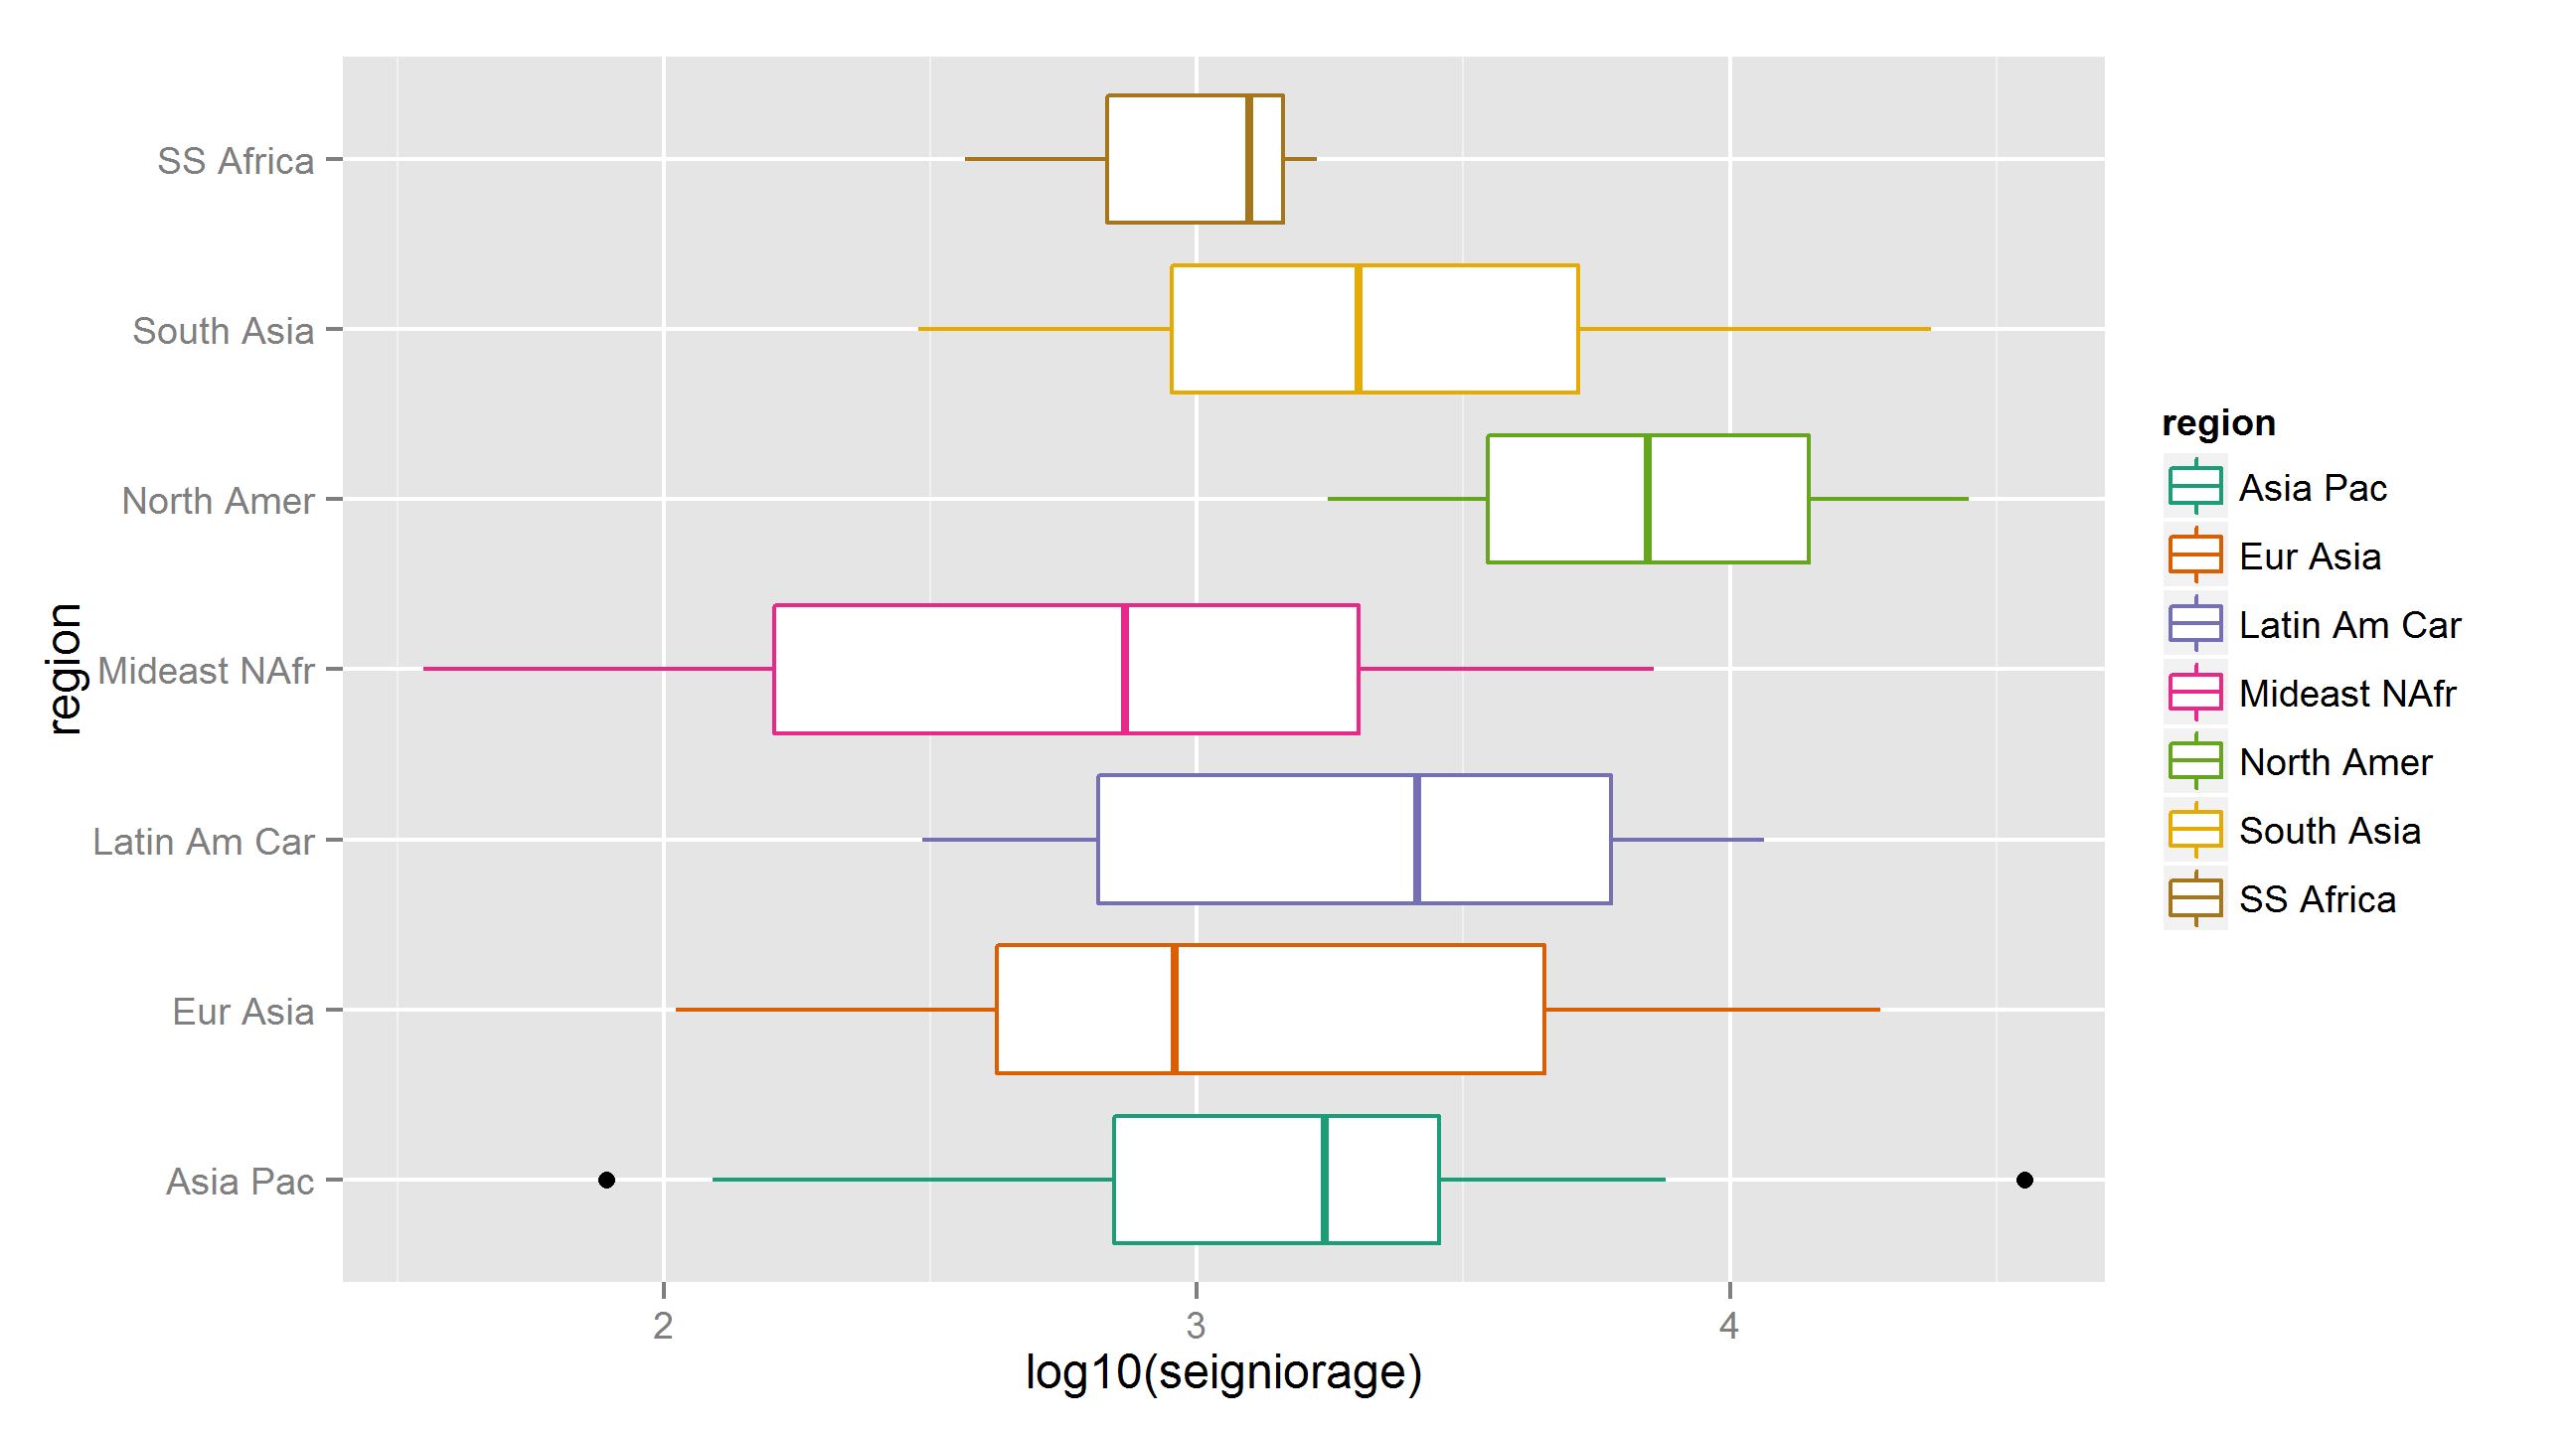 SS Africa
South Asia
North Amer
Mideast NAfr
Latin Am Car
Eur Asia
Asia Pac
region
2 3 4
log10(seigniorage)
region
Asia Pac
Eur Asia
Latin Am Car
Mideast NAfr
North Amer
South Asia
SS Africa